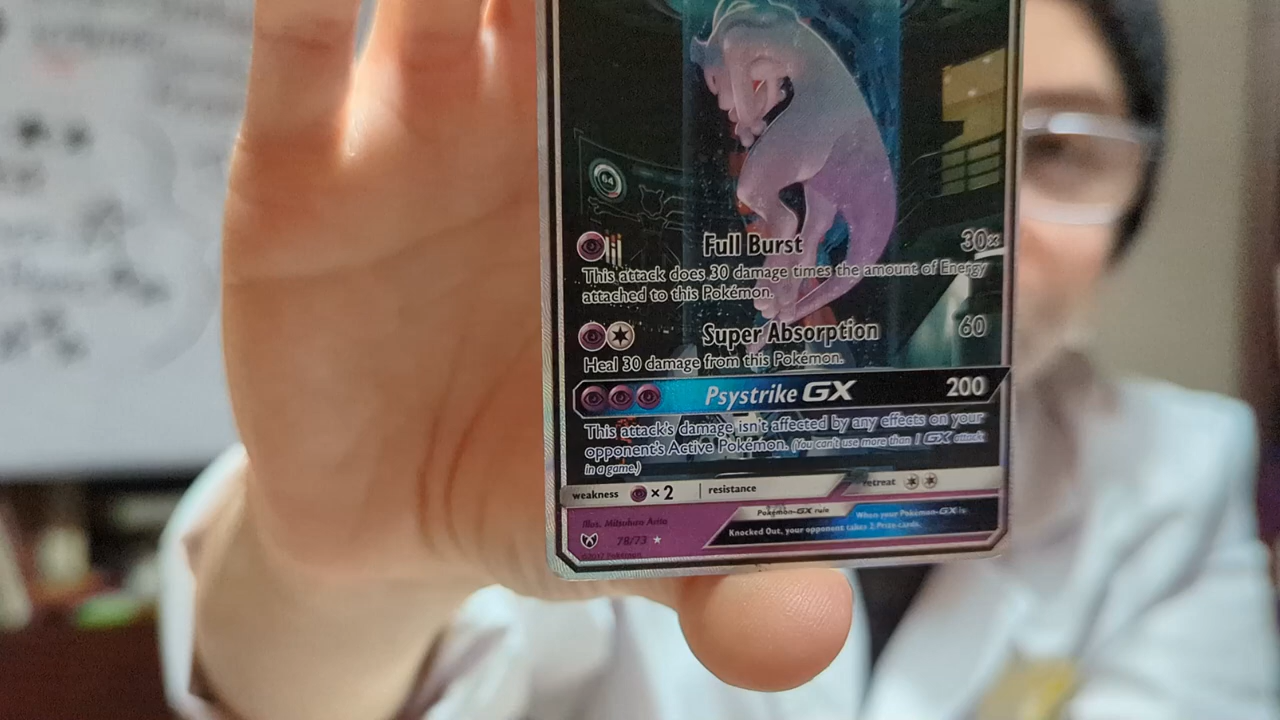 64
Full Burst 30×
This attack does 30 damage times the amount of Energy
attached to this Pokémon.
Super Absorption 60
Heal 30 damage from this Pokémon.
Psystrike GX 200
This attack's damage isn't affected by any effects on your
opponent's Active Pokémon. (You can't use more than 1 GX attack
in a game.)
weakness ×2 resistance retreat
Pokémon-GX rule When your Pokémon-GX is
Knocked Out, your opponent takes 2 Prize cards.
Illus. Mitsuhiro Arita
78/73
©2017 Pokémon